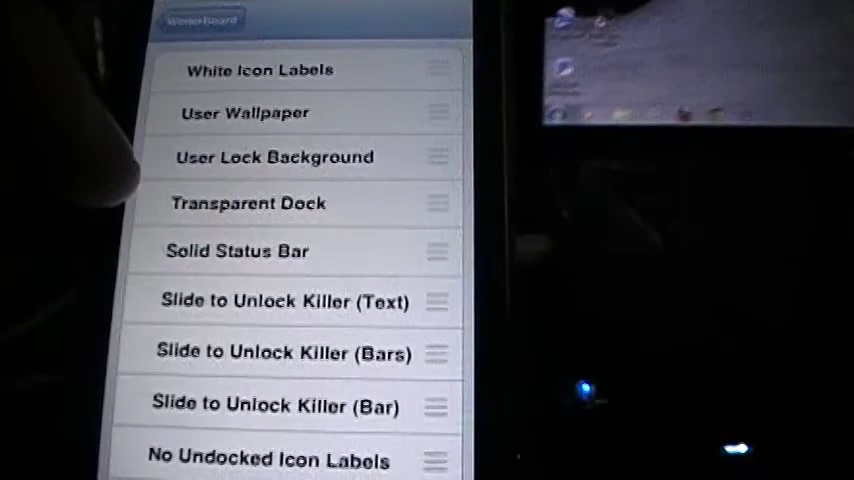 WinterBoard
White Icon Labels
User Wallpaper
User Lock Background
Transparent Dock
Solid Status Bar
Slide to Unlock Killer (Text)
Slide to Unlock Killer (Bars)
Slide to Unlock Killer (Bar)
No Undocked Icon Labels